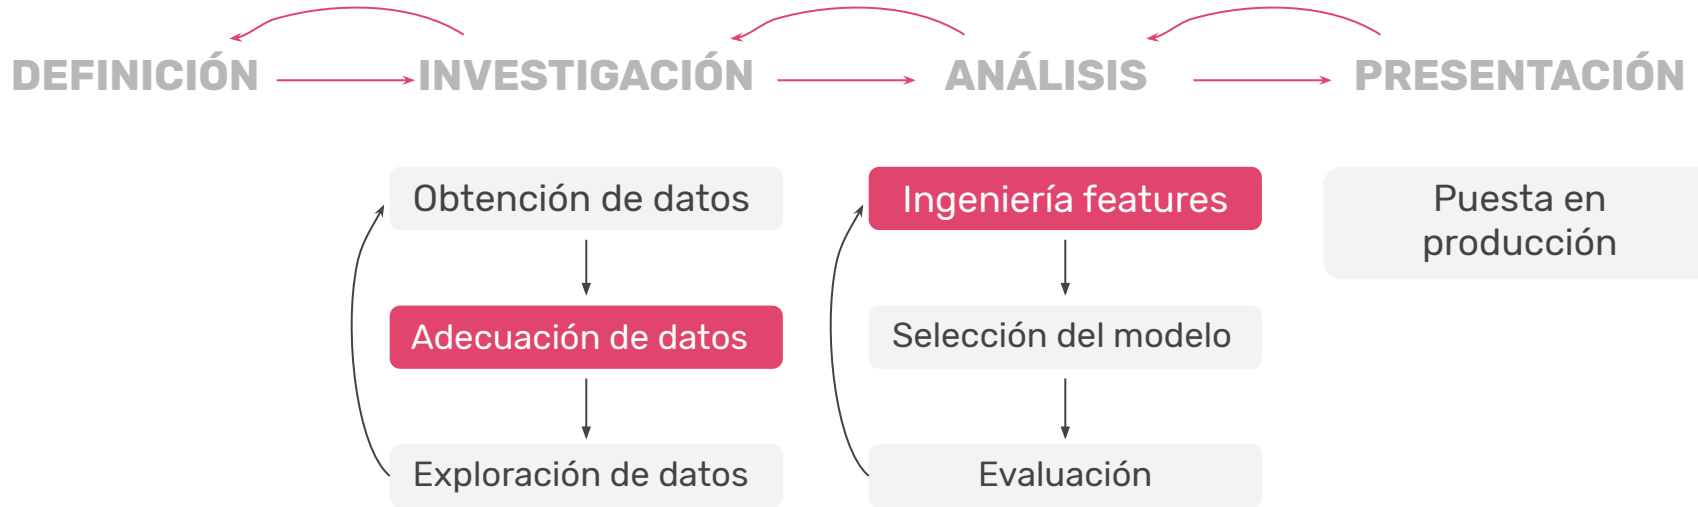 DEFINICIÓN
INVESTIGACIÓN
ANÁLISIS
PRESENTACIÓN
Obtención de datos
Adecuación de datos
Exploración de datos
Ingeniería features
Selección del modelo
Evaluación
Puesta en
producción